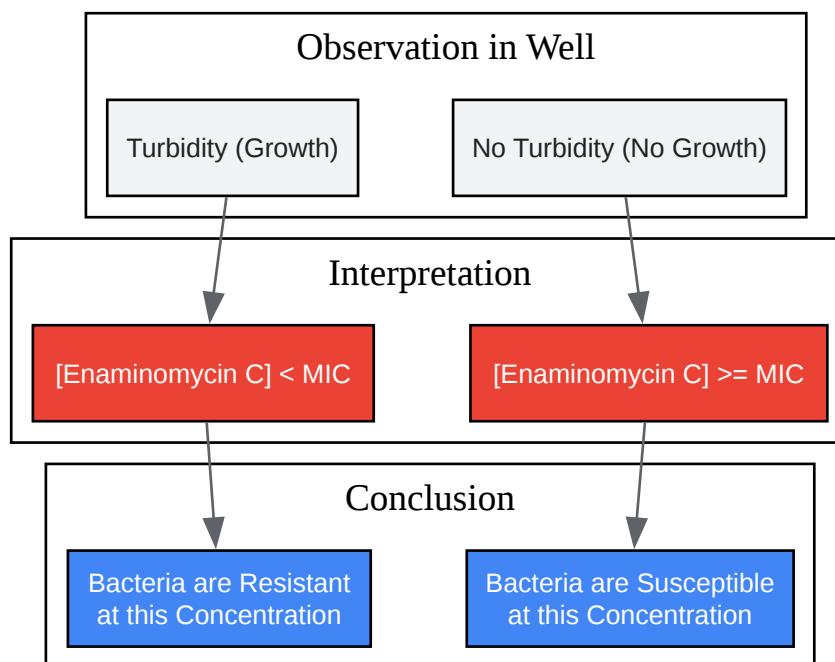 Observation in Well
Turbidity (Growth)
No Turbidity (No Growth)
Interpretation
[Enaminomycin C] < MIC
[Enaminomycin C] >= MIC
Conclusion
Bacteria are Resistant
at this Concentration
Bacteria are Susceptible
at this Concentration